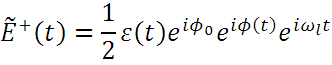 Ẽ⁺(t) = 1/2 ε(t)e^{iϕ₀}e^{iϕ(t)}e^{iω_l t}